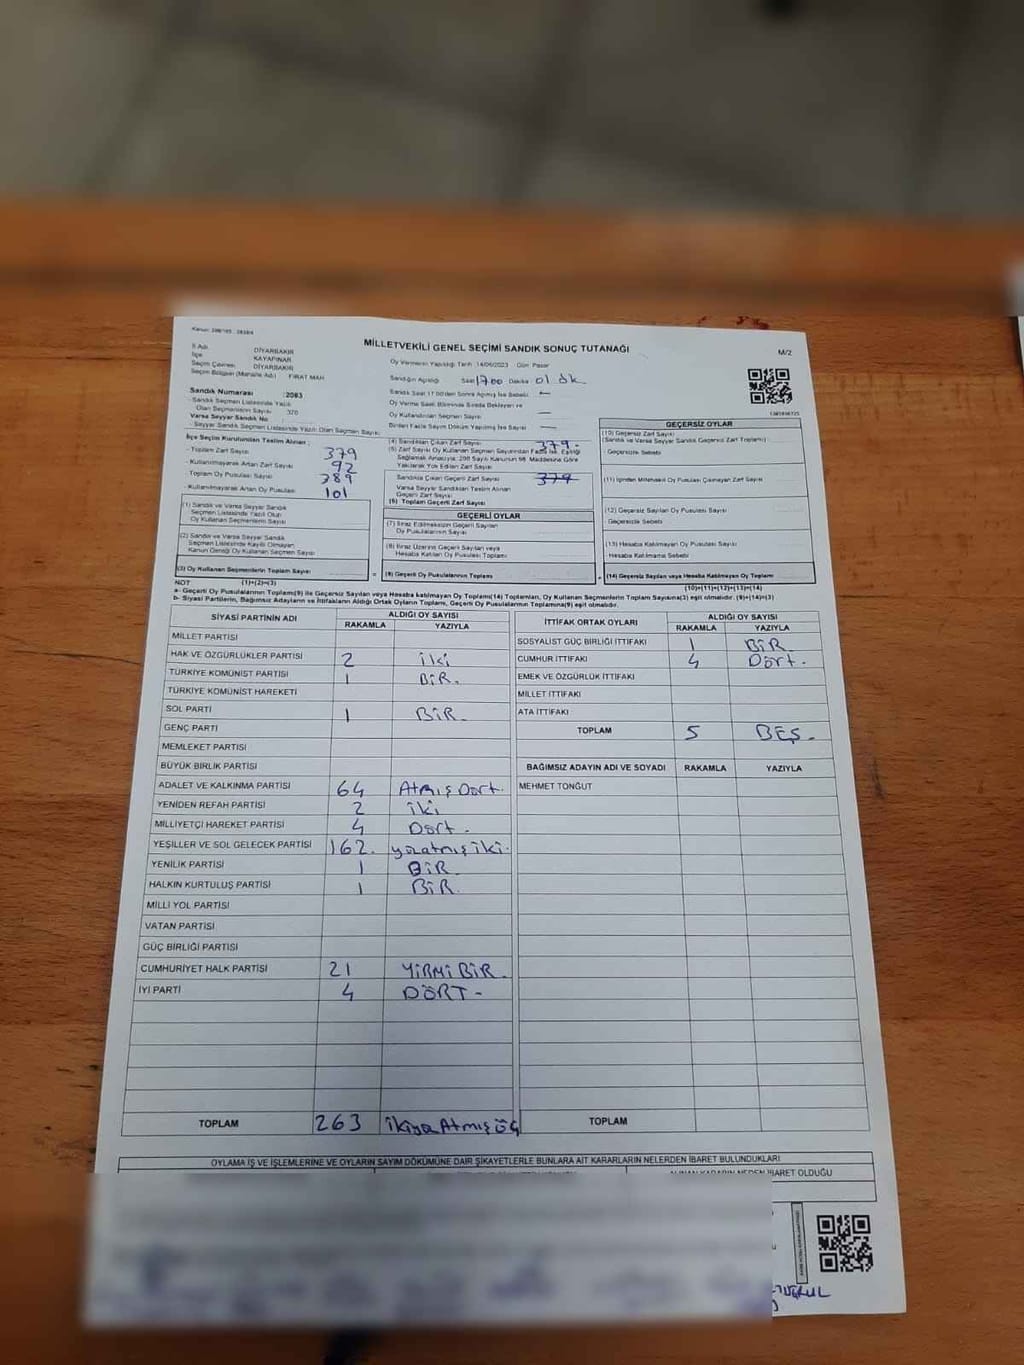 MİLLETVEKİLİ GENEL SEÇİMİ SANDIK SONUÇ TUTANAĞI
M/2
İl Adı DİYARBAKIR
İlçe KAYAPINAR
Seçim Çevresi DİYARBAKIR
Seçim Bölgesi (Mahalle Adı) FIRAT MAH
Sandık Numarası :2083
- Sandık Seçmen Listesinde Yazılı
Olan Seçmenlerin Sayısı 370
Varsa Seyyar Sandık No
- Seyyar Sandık Seçmen Listesinde Yazılı Olan Seçmen Sayısı
Oy Vermenin Yapıldığı Tarih Gün Pazar
Sandığın Açıldığı Saat 1700 Dakika 01 dk
Sandık Saat 17.00'den Sonra Açılmış İse Sebebi —
Oy Verme Saati Bitiminde Sırada Bekleyen ve
Oy Kullandırılan Seçmen Sayısı —
Birden Fazla Sayım Döküm Yapılmış İse Sayısı —
İlçe Seçim Kurulundan Teslim Alınan :
- Toplam Zarf Sayısı 379
- Kullanılmayarak Artan Zarf Sayısı 92
- Toplam Oy Pusulası Sayısı 389
- Kullanılmayarak Artan Oy Pusulası 101
(1) Sandık ve Varsa Seyyar Sandık
Seçmen Listesinde Yazılı Olup
Oy Kullanan Seçmenlerin Sayısı
(2) Sandık ve Varsa Seyyar Sandık
Seçmen Listesinde Kayıtlı Olmayan,
Kanun Gereği Oy Kullanan Seçmen Sayısı
(3) Oy Kullanan Seçmenlerin Toplam Sayısı
(1)+(2)=(3)
(4) Sandıktan Çıkan Zarf Sayısı 379.
(5) Zarf Sayısı Oy Kullanan Seçmen Sayısından Fazla İse, Eşitliği
Sağlamak Amacıyla; 298 Sayılı Kanunun 98. Maddesine Göre
Yakılarak Yok Edilen Zarf Sayısı
Sandıkta Çıkan Geçerli Zarf Sayısı 379
Varsa Seyyar Sandıktan Teslim Alınan
Geçerli Zarf Sayısı
(6) Toplam Geçerli Zarf Sayısı
GEÇERLİ OYLAR
(7) İtiraz Edilmeksizin Geçerli Sayılan
Oy Pusulalarının Sayısı
(8) İtiraz Üzerine Geçerli Sayılan veya
Hesaba Katılan Oy Pusulası Toplamı
(9) Geçerli Oy Pusulalarının Toplamı
GEÇERSİZ OYLAR
(10) Geçersiz Zarf Sayısı
(Sandık ve Varsa Seyyar Sandık Geçersiz Zarf Toplamı)
Geçersizlik Sebebi
(11) İçinden Milletvekili Oy Pusulası Çıkmayan Zarf Sayısı
(12) Geçersiz Sayılan Oy Pusulası Sayısı
Geçersizlik Sebebi
(13) Hesaba Katılmayan Oy Pusulası Sayısı
Hesaba Katılmama Sebebi
(14) Geçersiz Sayılan veya Hesaba Katılmayan Oy Toplamı
(10)+(11)+(12)+(13)=(14)
NOT
a- Geçerli Oy Pusulalarının Toplamı(9) ile Geçersiz Sayılan veya Hesaba katılmayan Oy Toplamı(14) Toplamları, Oy Kullanan Seçmenlerin Toplam Sayısına(3) eşit olmalıdır. (9)+(14)=(3)
b- Siyasi Partilerin, Bağımsız Adayların ve İttifakların Aldığı Ortak Oyların Toplamı, Geçerli Oy Pusulalarının Toplamına(9) eşit olmalıdır.
SİYASİ PARTİNİN ADI ALDIĞI OY SAYISI
RAKAMLA YAZIYLA
MİLLET PARTİSİ
HAK VE ÖZGÜRLÜKLER PARTİSİ 2 iki
TÜRKİYE KOMÜNİST PARTİSİ 1 BİR.
TÜRKİYE KOMÜNİST HAREKETİ
SOL PARTİ 1 BİR.
GENÇ PARTİ
MEMLEKET PARTİSİ
BÜYÜK BİRLİK PARTİSİ
ADALET VE KALKINMA PARTİSİ 64 Atmış Dört.
YENİDEN REFAH PARTİSİ 2 iki
MİLLİYETÇİ HAREKET PARTİSİ 4 Dört.
YEŞİLLER VE SOL GELECEK PARTİSİ 162. yüzatmışiki.
YENİLİK PARTİSİ 1 BİR.
HALKIN KURTULUŞ PARTİSİ 1 BİR.
MİLLİ YOL PARTİSİ
VATAN PARTİSİ
GÜÇ BİRLİĞİ PARTİSİ
CUMHURİYET HALK PARTİSİ 21 YİRMİ BİR.
İYİ PARTİ 4 DÖRT-
TOPLAM 263
İTTİFAK ORTAK OYLARI ALDIĞI OY SAYISI
RAKAMLA YAZIYLA
SOSYALİST GÜÇ BİRLİĞİ İTTİFAKI 1 BİR.
CUMHUR İTTİFAKI 4 Dört.
EMEK VE ÖZGÜRLÜK İTTİFAKI
MİLLET İTTİFAKI
ATA İTTİFAKI
TOPLAM 5 BEŞ.
BAĞIMSIZ ADAYIN ADI VE SOYADI RAKAMLA YAZIYLA
MEHMET TONĞUT
TOPLAM
OYLAMA İŞ VE İŞLEMLERİNE VE OYLARIN SAYIM DÖKÜMÜNE DAİR ŞİKAYETLERLE BUNLARA AİT KARARLARIN NELERDEN İBARET BULUNDUKLARI
ALINAN KARARIN NEDEN İBARET OLDUĞU